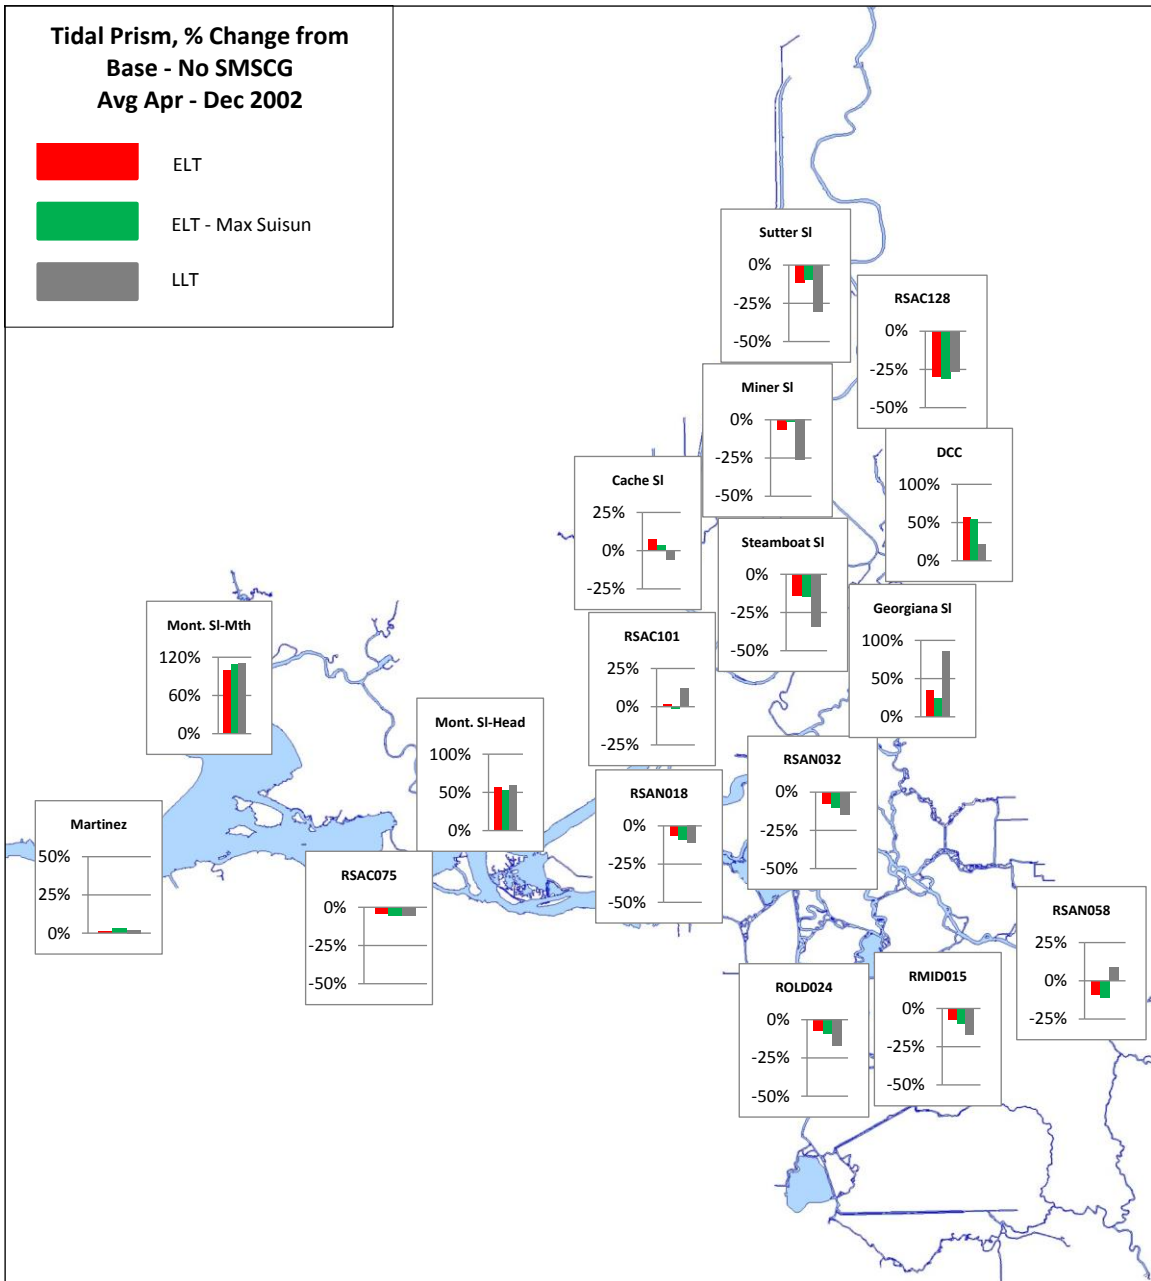 Tidal Prism, % Change from
Base - No SMSCG
Avg Apr - Dec 2002
ELT
ELT - Max Suisun
LLT
Sutter Sl
0%
-25%
-50%
RSAC128
0%
-25%
-50%
Miner Sl
0%
-25%
-50%
DCC
100%
50%
0%
Cache Sl
25%
0%
-25%
Steamboat Sl
0%
-25%
-50%
Georgiana Sl
100%
50%
0%
Mont. Sl-Mth
120%
60%
0%
RSAC101
25%
0%
-25%
Mont. Sl-Head
100%
50%
0%
RSAN032
0%
-25%
-50%
RSAN018
0%
-25%
-50%
Martinez
50%
25%
0%
RSAC075
0%
-25%
-50%
RSAN058
25%
0%
-25%
ROLD024
0%
-25%
-50%
RMID015
0%
-25%
-50%